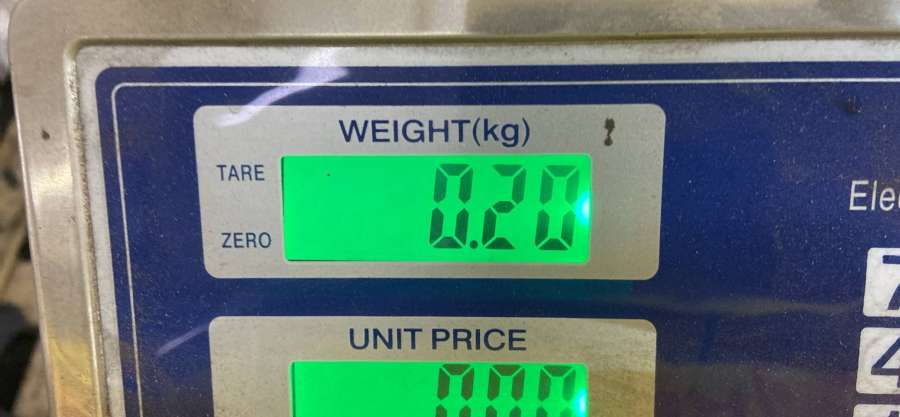 WEIGHT(kg)
TARE
0.20
ZERO
UNIT PRICE